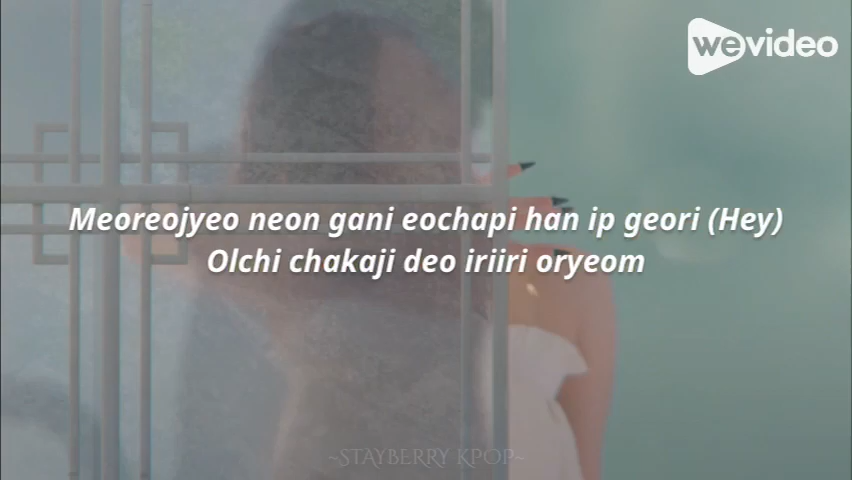 wevideo
Meoreojyeo neon gani eochapi han ip geori (Hey)
Olchi chakaji deo iriiri oryeom
~STAYBERRY KPOP~